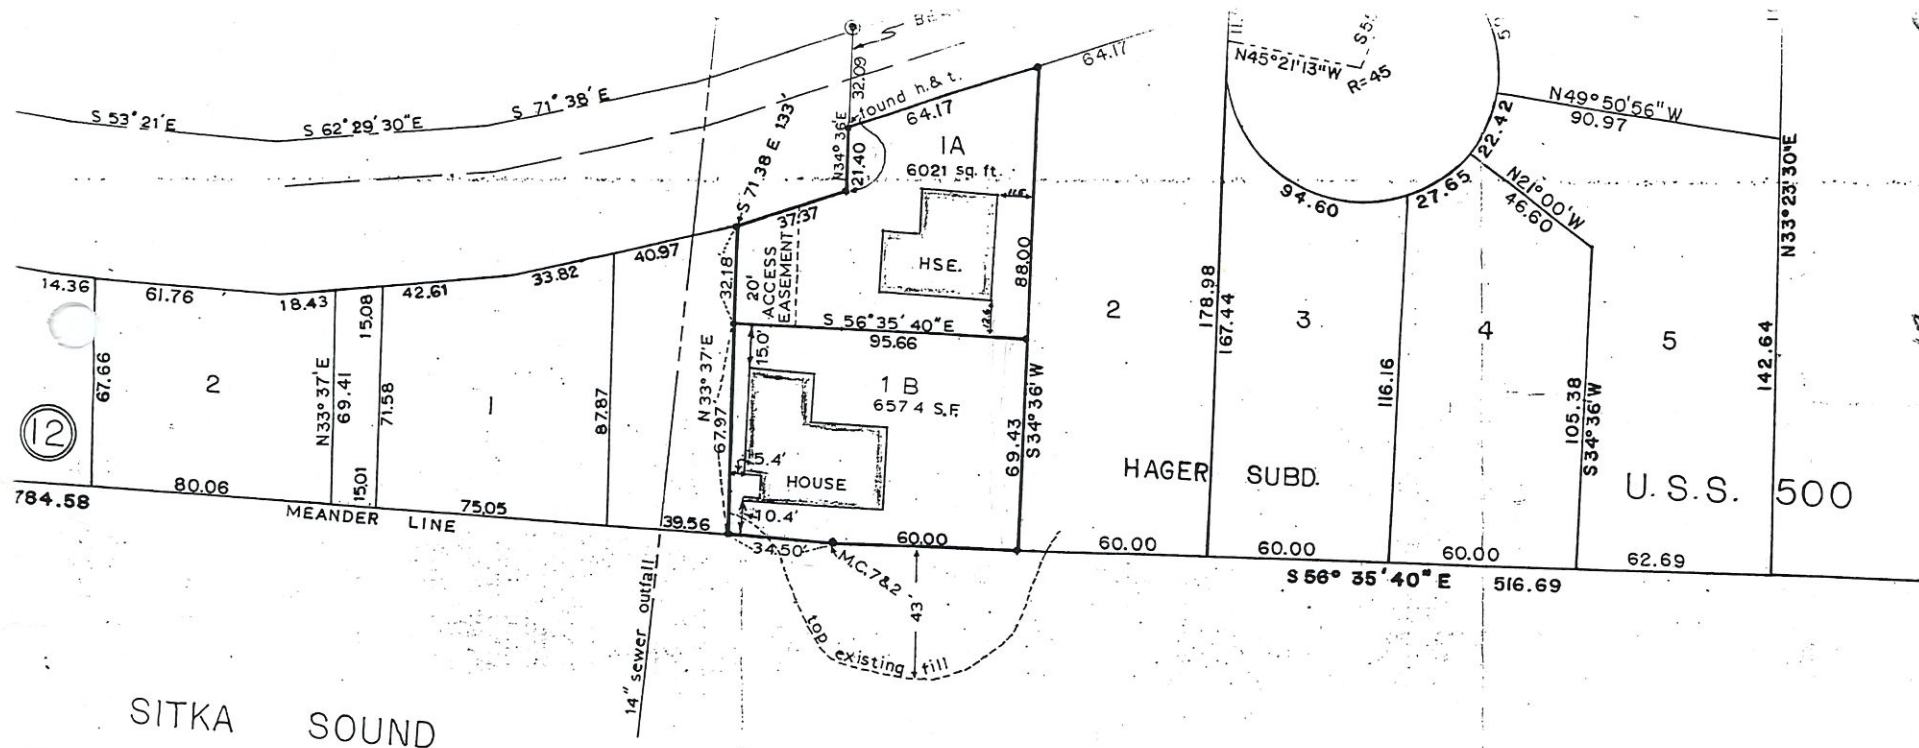 S 53°21'E
S 62°29'30"E
S 71°38'E
32.09
found h.& t.
64.17
64.17
N34°36'E
21.40
S 71.38 E 133'
37.37
1A
6021 sq. ft.
11.5
HSE.
12.6
88.00
20'
ACCESS
EASEMENT
32.18'
S 56°35'40"E
95.66
N45°21'13"W
R=45
N49°50'56"W
90.97
22.42
27.65
94.60
N21°00'W
46.60
N33°23'30"E
14.36
61.76
18.43
15.08
42.61
33.82
40.97
67.66
2
N33°37'E
69.41
71.58
1
87.87
12
784.58
80.06
15.01
75.05
39.56
MEANDER LINE
N 33°37'E
67.97'
15.0'
1 B
6574 S.F.
5.4'
HOUSE
10.4'
34.50'
60.00
M.C.7&2
43
top existing fill
69.43
S34°36'W
2
178.98
167.44
3
116.16
4
105.38
S34°36'W
5
142.64
HAGER SUBD.
U.S.S. 500
60.00
60.00
60.00
62.69
S 56° 35'40"E
516.69
14" sewer outfall
SITKA SOUND